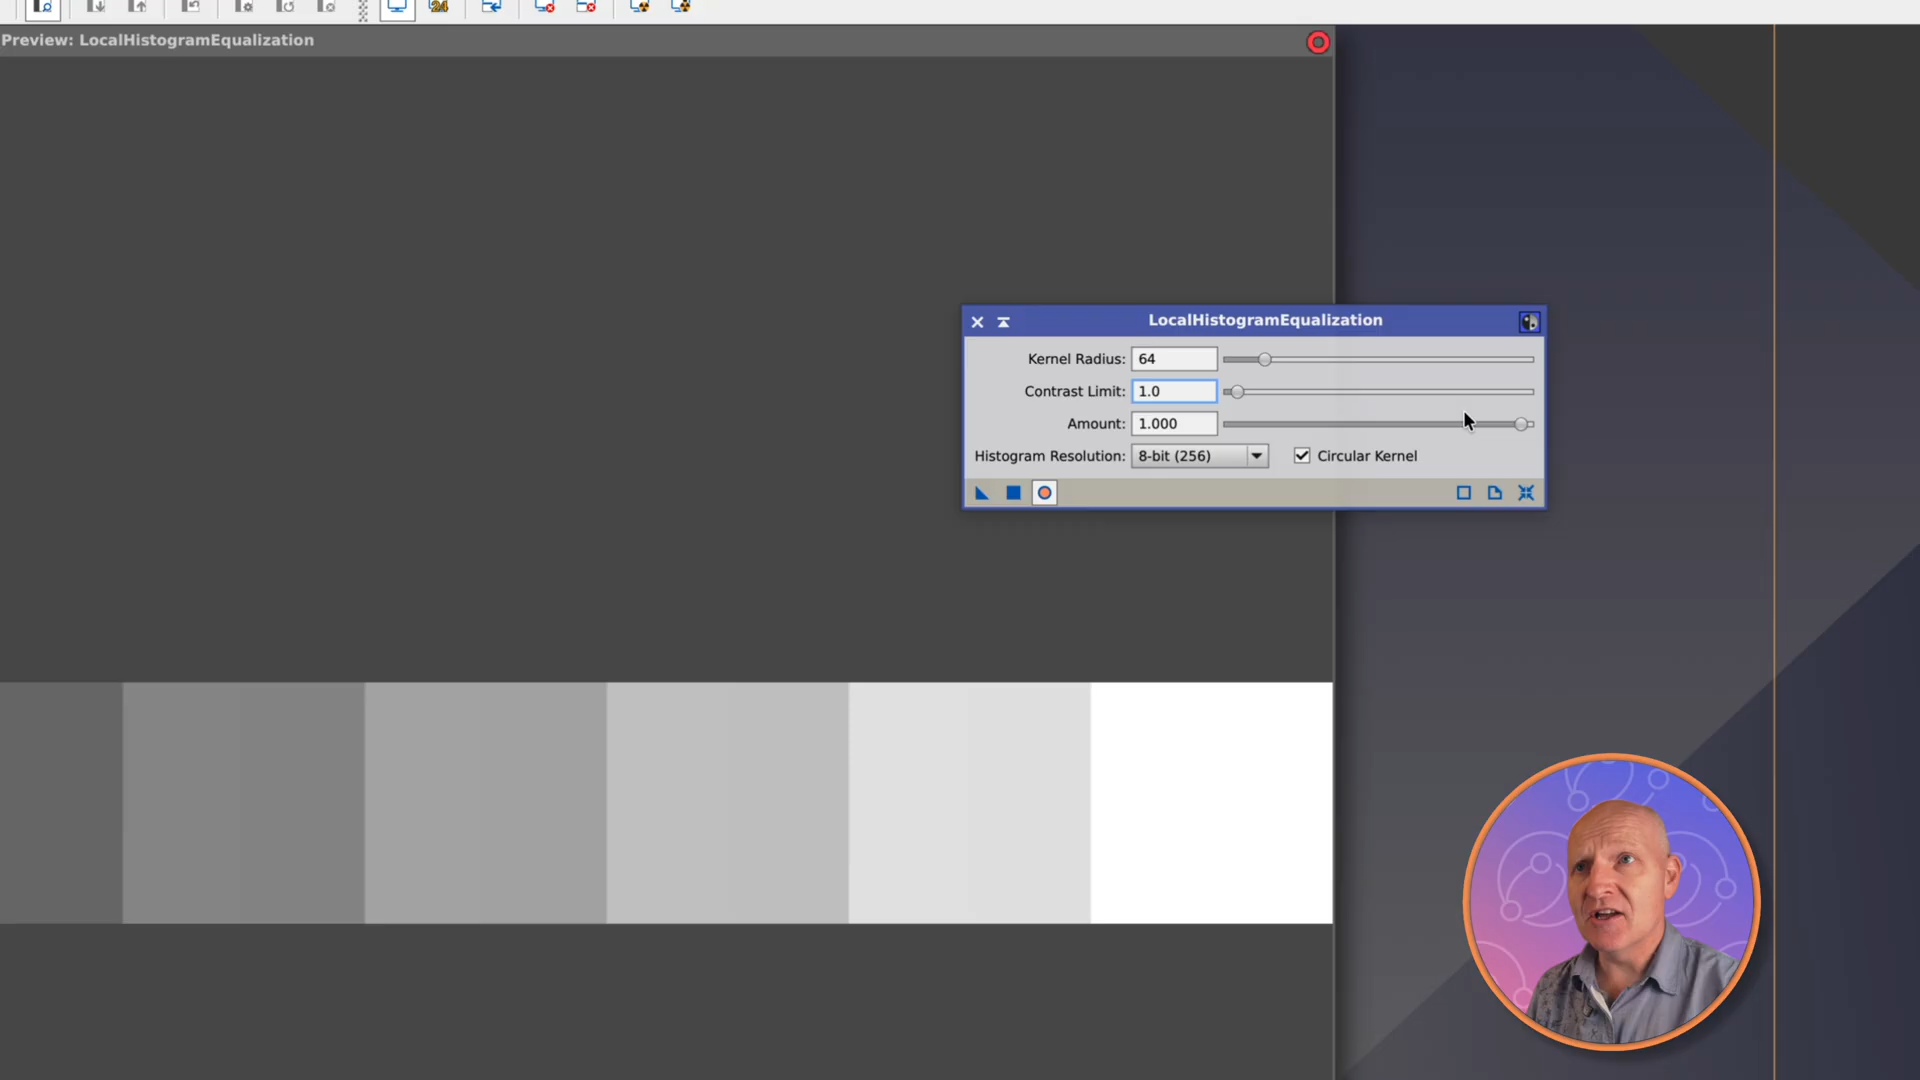 24
Preview: LocalHistogramEqualization
LocalHistogramEqualization
Kernel Radius: 64
Contrast Limit: 1.0
Amount: 1.000
Histogram Resolution: 8-bit (256) Circular Kernel